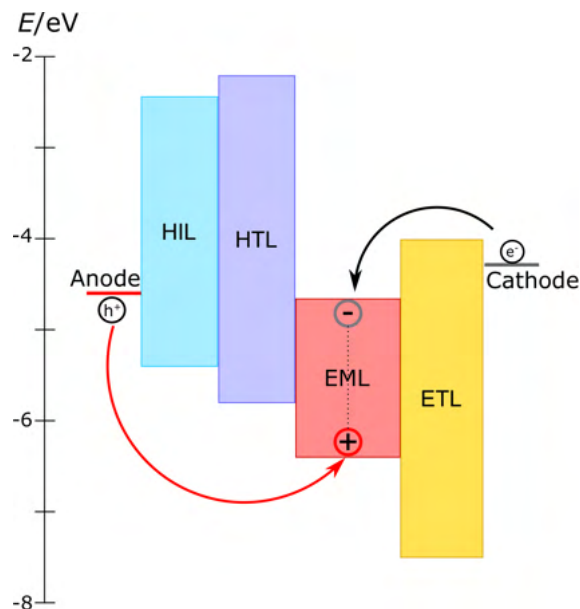 E/eV
-2
-4
-6
-8
HIL
HTL
Anode
h⁺
e⁻
Cathode
-
EML
ETL
+